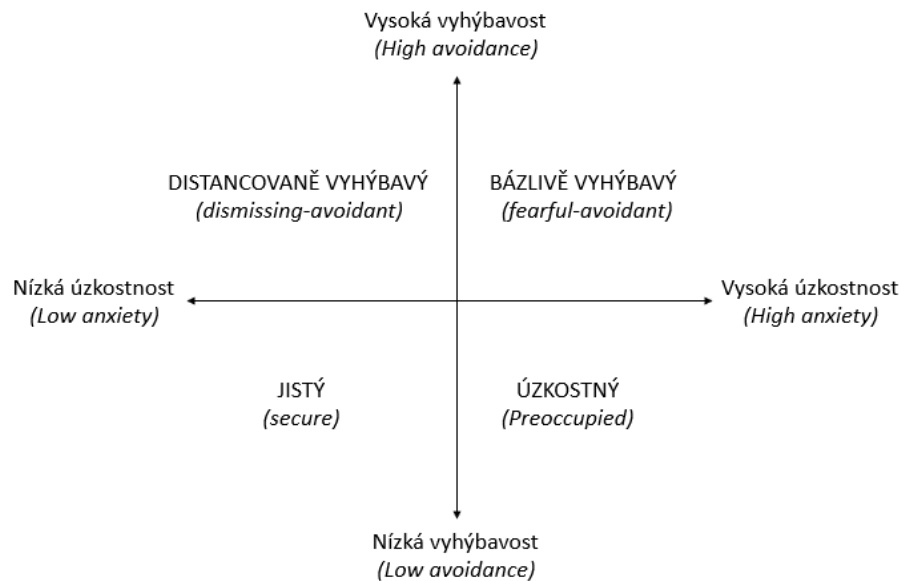 Vysoká vyhýbavost
(High avoidance)
DISTANCOVANĚ VYHÝBAVÝ
(dismissing-avoidant)
BÁZLIVĚ VYHÝBAVÝ
(fearful-avoidant)
Nízká úzkostnost
(Low anxiety)
Vysoká úzkostnost
(High anxiety)
JISTÝ
(secure)
ÚZKOSTNÝ
(Preoccupied)
Nízká vyhýbavost
(Low avoidance)